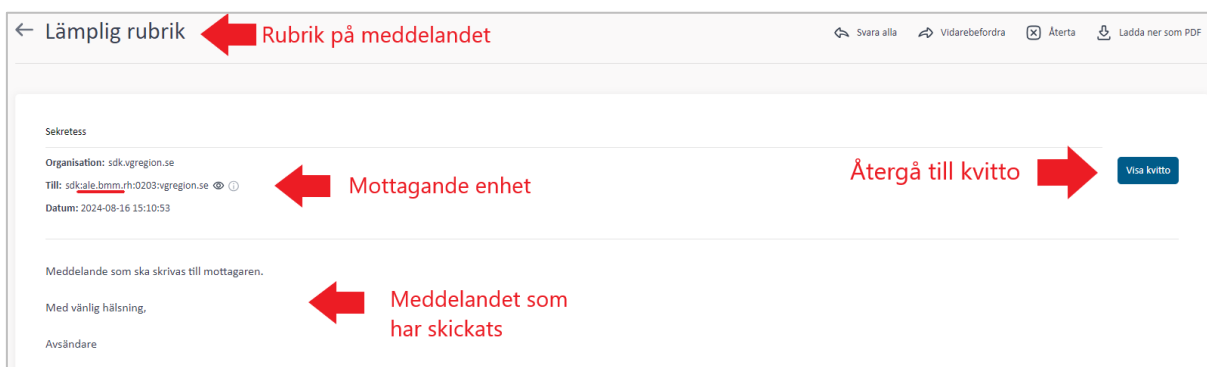 Lämplig rubrik
Rubrik på meddelandet
Svara alla
Vidarebefordra
Återta
Ladda ner som PDF
Sekretess
Organisation: sdk.vgregion.se
Till: sdk:ale.bmm.rh:0203:vgregion.se
Datum: 2024-08-16 15:10:53
Mottagande enhet
Återgå till kvitto
Visa kvitto
Meddelande som ska skrivas till mottagaren.
Med vänlig hälsning,
Avsändare
Meddelandet som
har skickats